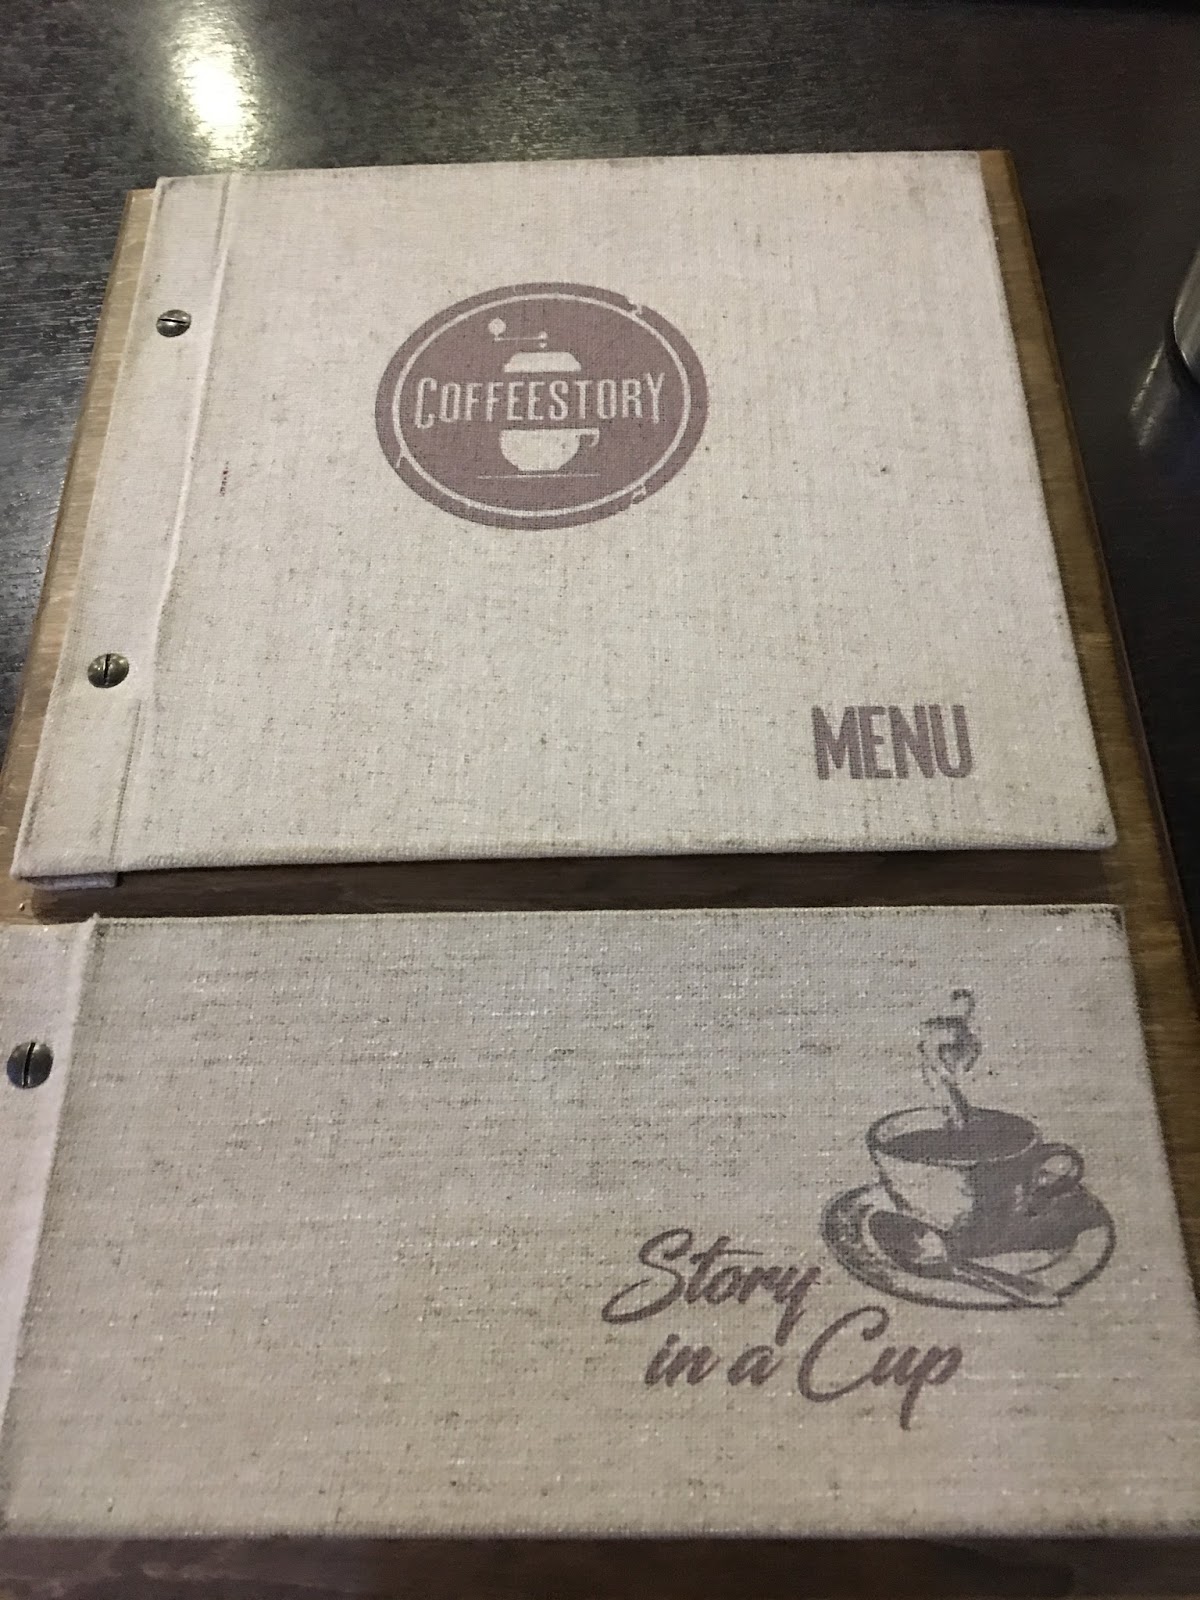 COFFEESTORY
MENU
Story
in a Cup